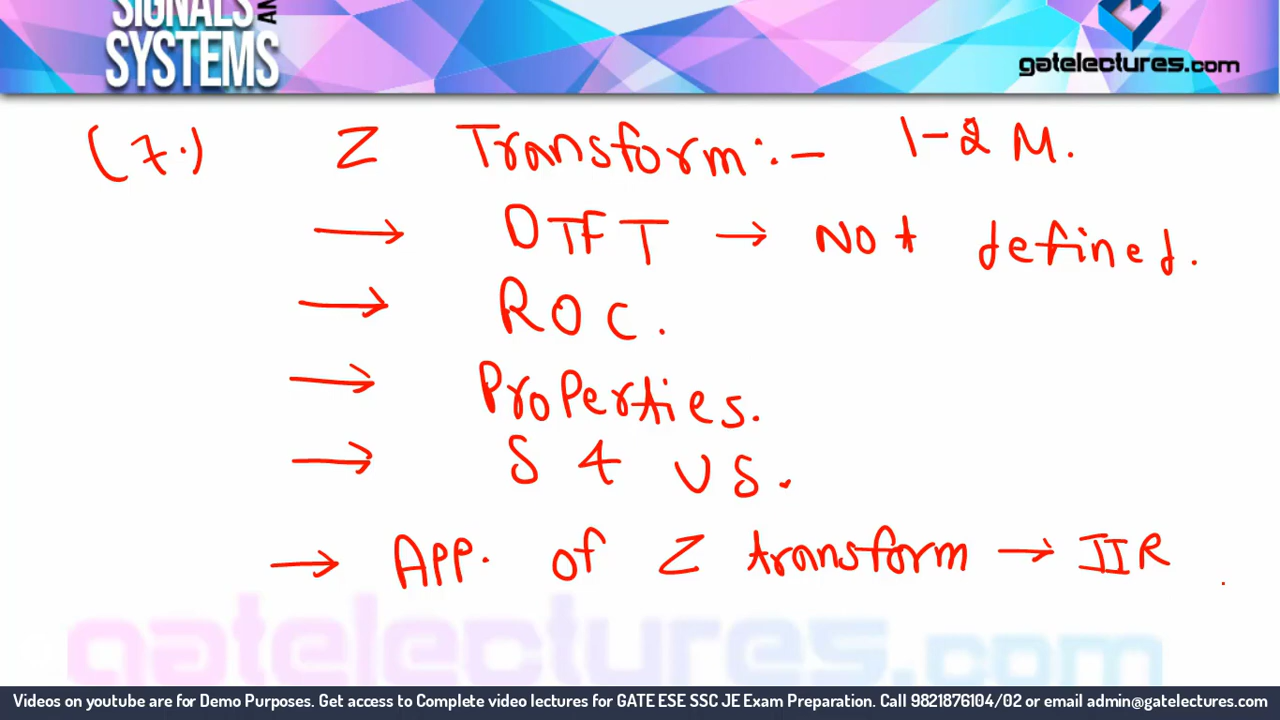 SIGNALS AND
SYSTEMS
gatelectures.com
(7.) Z Transform:- 1-2 M.
→ DTFT → Not defined.
→ ROC.
→ Properties.
→ S & US.
→ App. of Z transform → IIR
gatelectures.com
Videos on youtube are for Demo Purposes. Get access to Complete video lectures for GATE ESE SSC JE Exam Preparation. Call 9821876104/02 or email admin@gatelectures.com